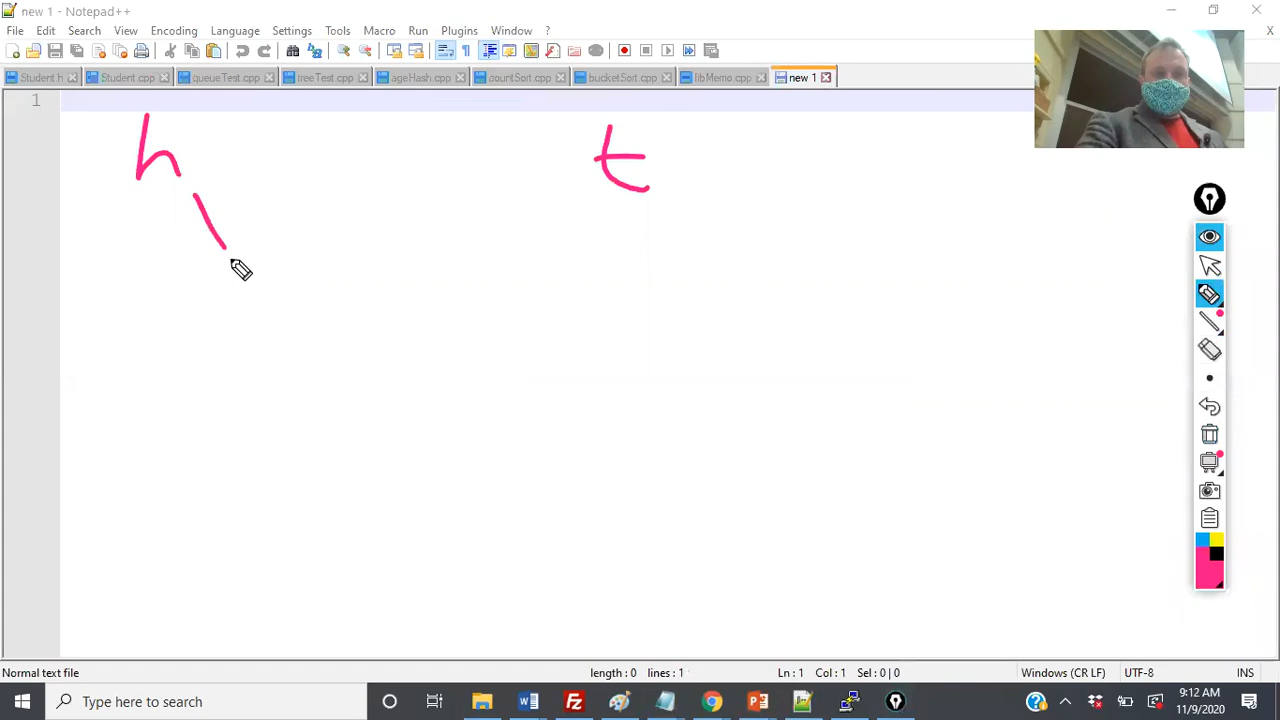 new 1 - Notepad++
File Edit Search View Encoding Language Settings Tools Macro Run Plugins Window ? X
Student.h Student.cpp queueTest.cpp treeTest.cpp ageHash.cpp countSort.cpp bucketSort.cpp fibMemo.cpp new 1
1
h t
Normal text file length : 0 lines : 1 Ln : 1 Col : 1 Sel : 0 | 0 Windows (CR LF) UTF-8 INS
Type here to search 9:12 AM
11/9/2020